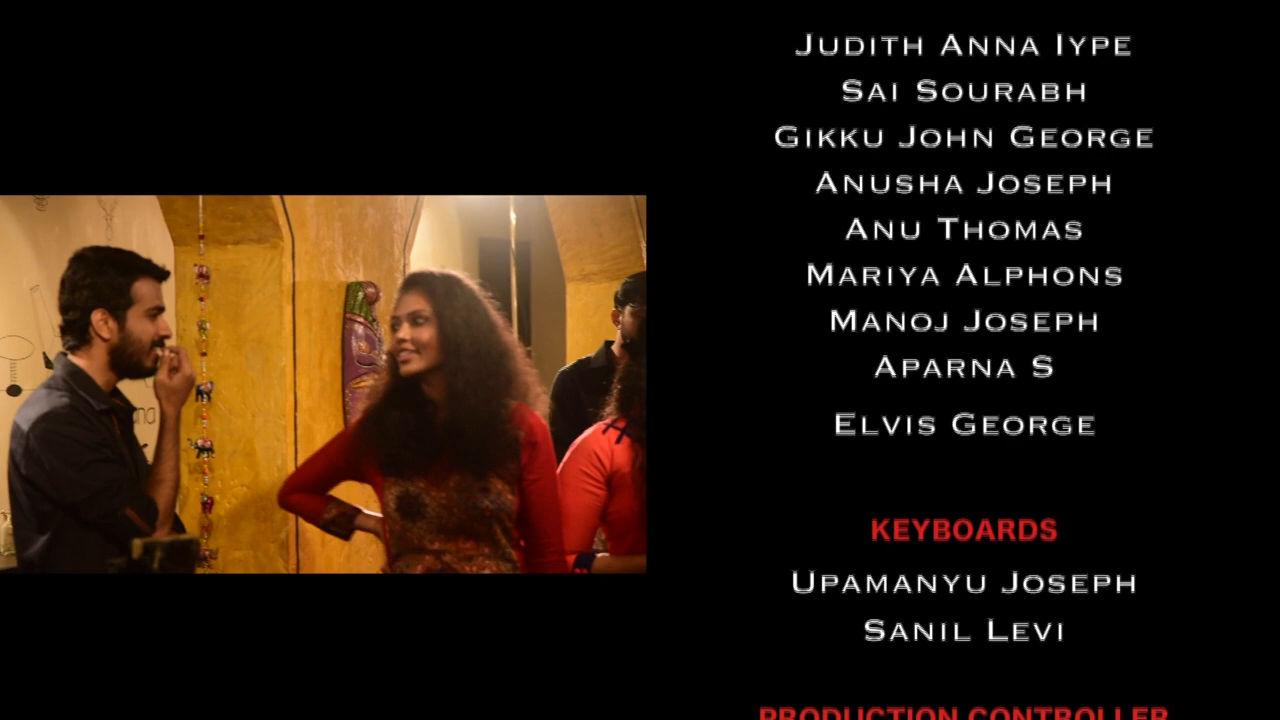 JUDITH ANNA IYPE
SAI SOURABH
GIKKU JOHN GEORGE
ANUSHA JOSEPH
ANU THOMAS
MARIYA ALPHONS
MANOJ JOSEPH
APARNA S
ELVIS GEORGE
KEYBOARDS
UPAMANYU JOSEPH
SANIL LEVI
PRODUCTION CONTROLLER